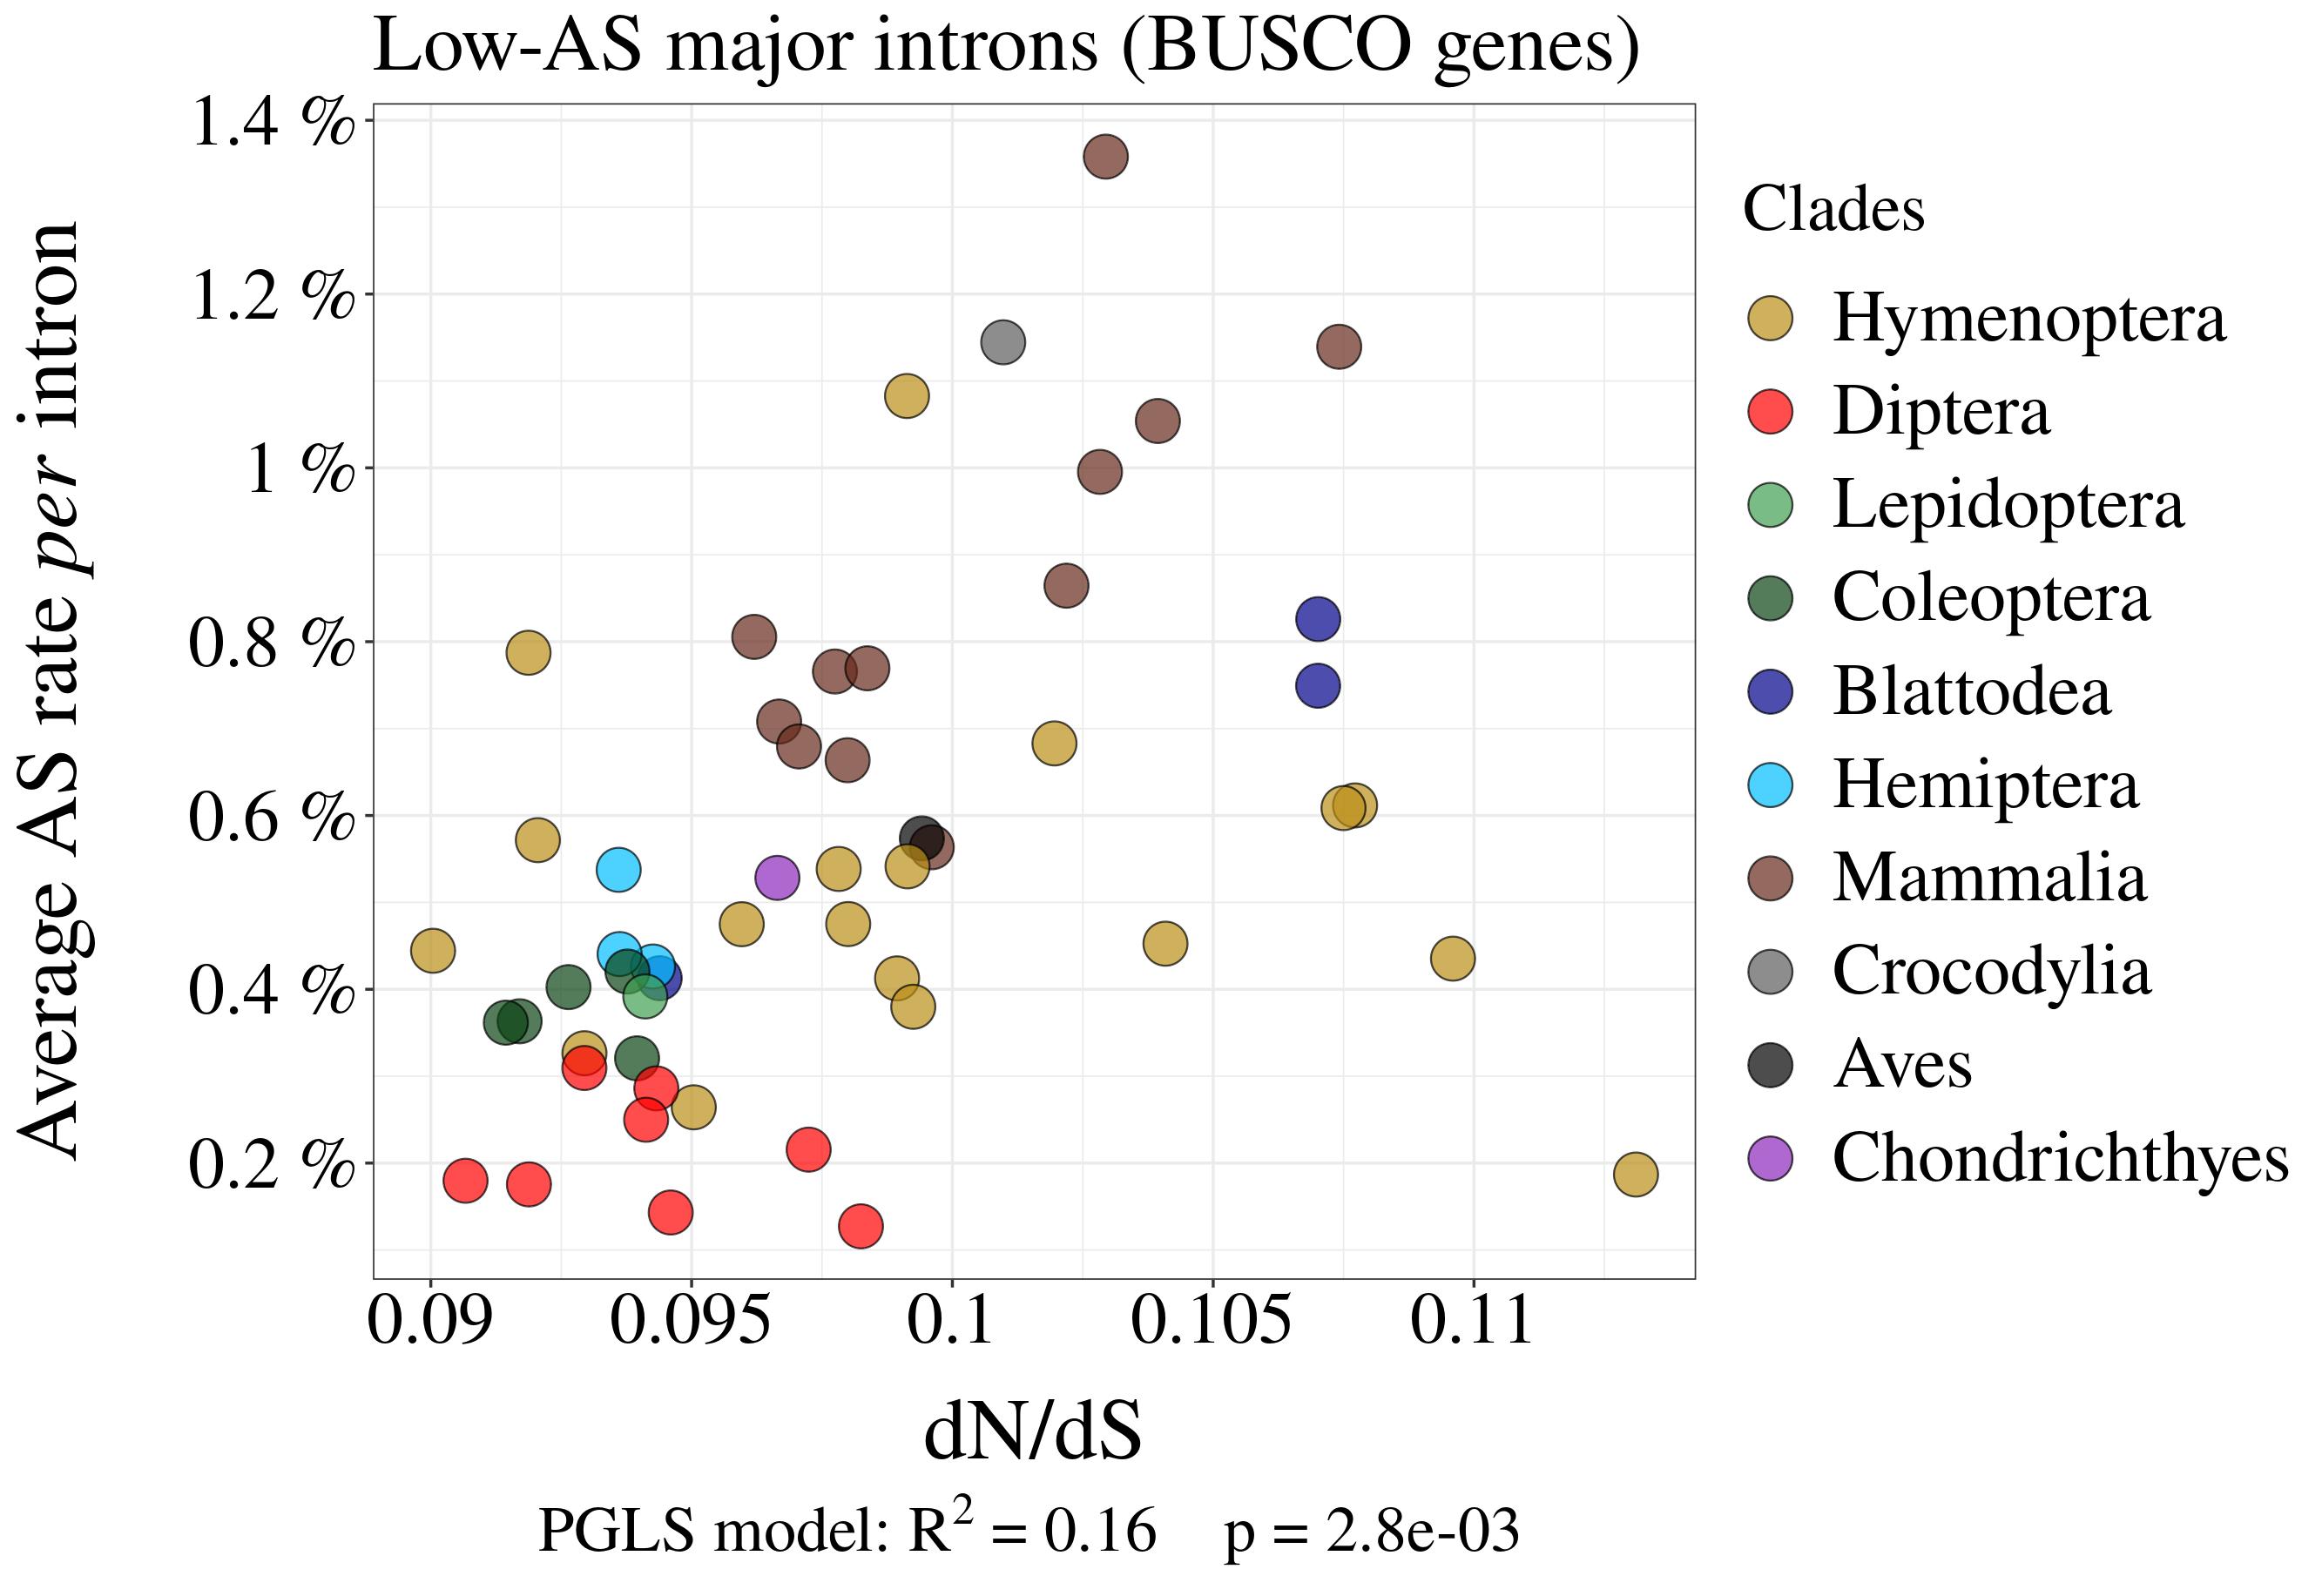 Low-AS major introns (BUSCO genes)
Average AS rate per intron
1.4 %
1.2 %
1 %
0.8 %
0.6 %
0.4 %
0.2 %
0.09 0.095 0.1 0.105 0.11
dN/dS
PGLS model: R² = 0.16 p = 2.8e-03
Clades
Hymenoptera
Diptera
Lepidoptera
Coleoptera
Blattodea
Hemiptera
Mammalia
Crocodylia
Aves
Chondrichthyes